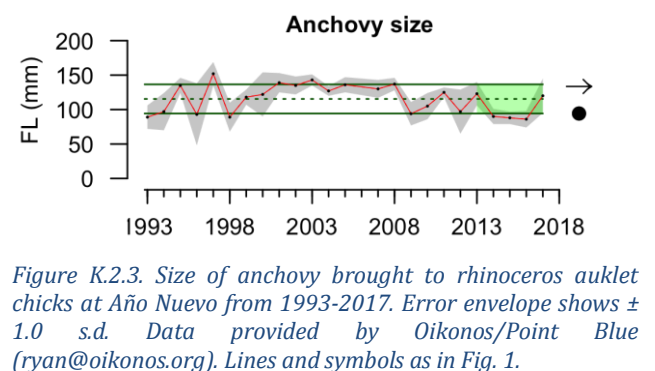 Anchovy size
FL (mm)
200
150
100
50
0
1993 1998 2003 2008 2013 2018
Figure K.2.3. Size of anchovy brought to rhinoceros auklet
chicks at Año Nuevo from 1993-2017. Error envelope shows ±
1.0 s.d. Data provided by Oikonos/Point Blue
(ryan@oikonos.org). Lines and symbols as in Fig. 1.